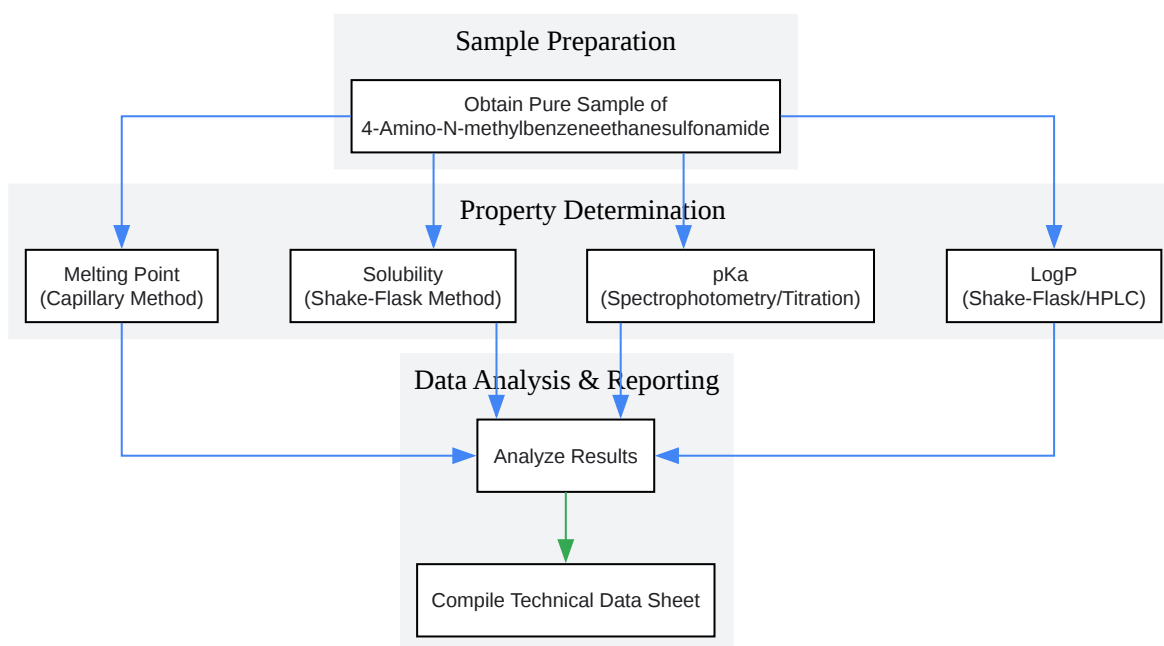 Sample Preparation
Obtain Pure Sample of
4-Amino-N-methylbenzeneethanesulfonamide
Property Determination
Melting Point
(Capillary Method)
Solubility
(Shake-Flask Method)
pKa
(Spectrophotometry/Titration)
LogP
(Shake-Flask/HPLC)
Data Analysis & Reporting
Analyze Results
Compile Technical Data Sheet